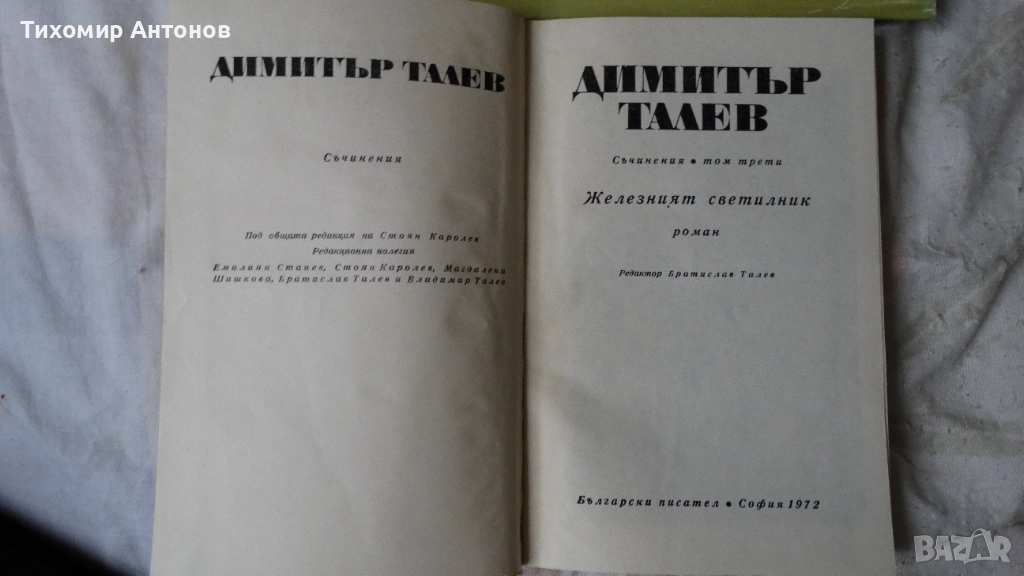 Тихомир Антонов
ДИМИТЪР ТАЛЕВ
Съчинения
Под общата редакция на Стоян Каролев
Редакционна колегия
Емилиян Станев, Стоян Каролев, Магдалена
Шишкова, Братислав Талев и Владимир Талев
ДИМИТЪР
ТАЛЕВ
Съчинения • том трети
Железният светилник
роман
Редактор Братислав Талев
Български писател • София 1972
BAZAR